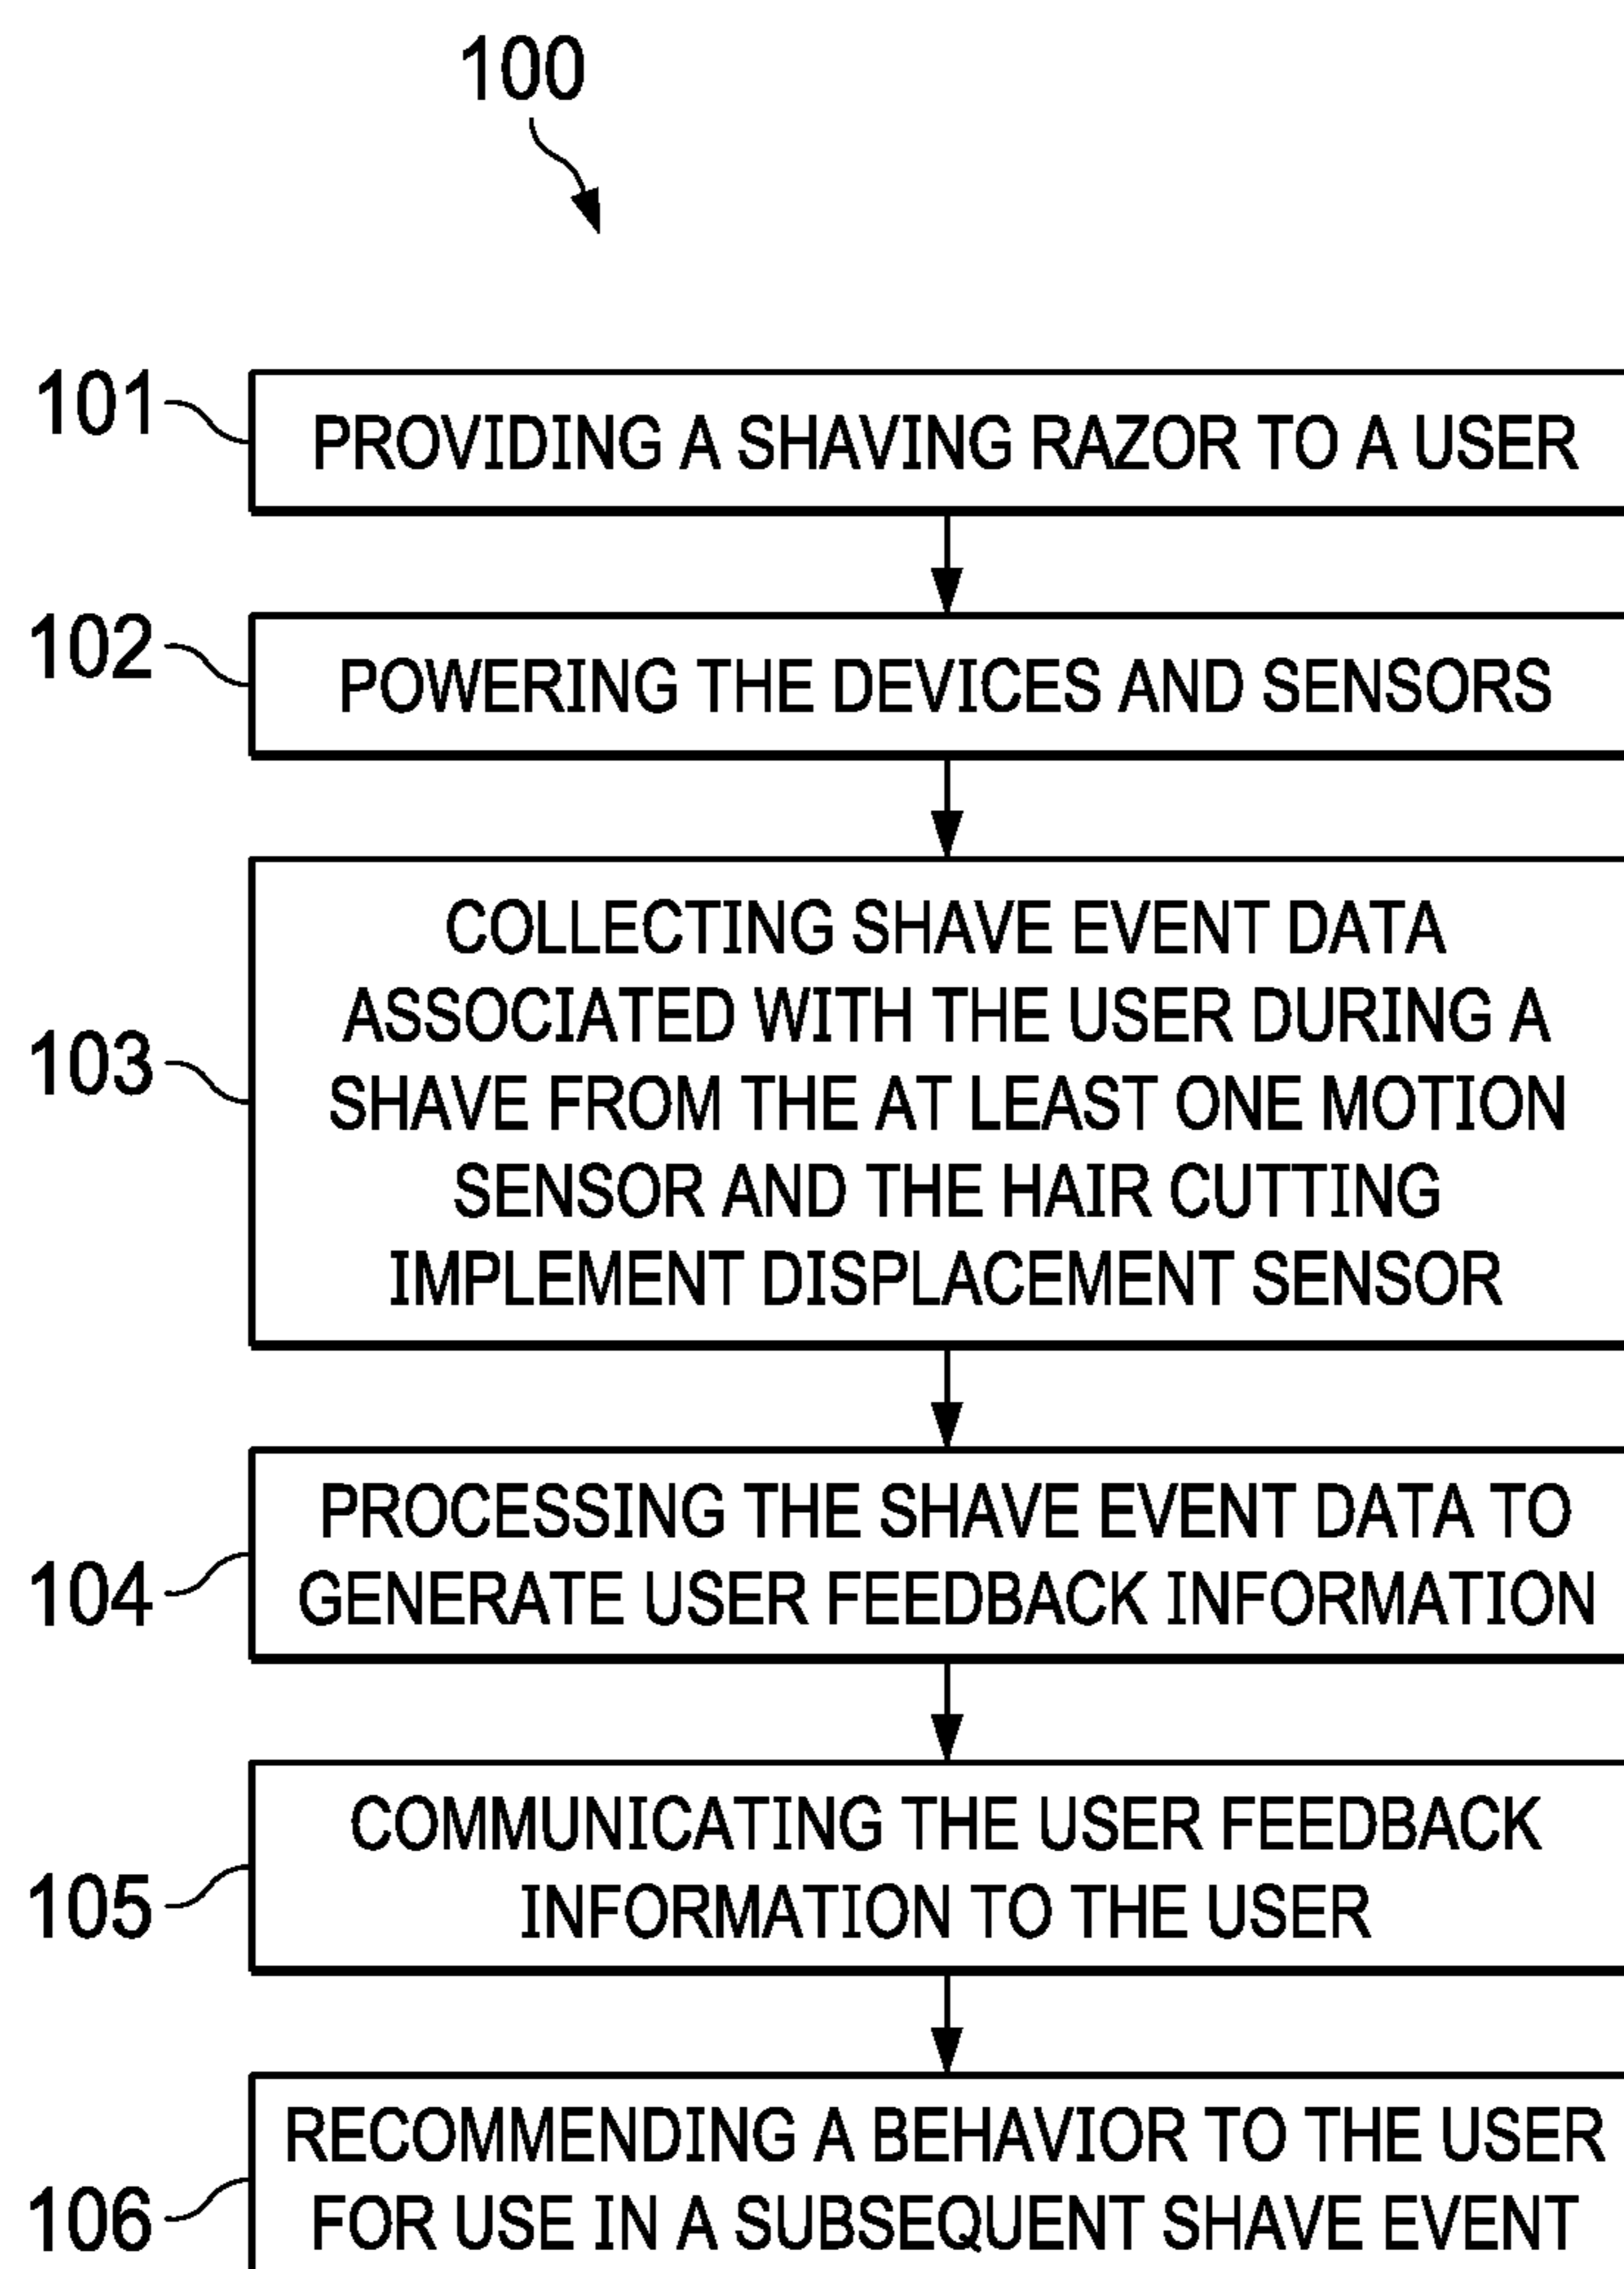 100
101
PROVIDING A SHAVING RAZOR TO A USER
102
POWERING THE DEVICES AND SENSORS
103
COLLECTING SHAVE EVENT DATA
ASSOCIATED WITH THE USER DURING A
SHAVE FROM THE AT LEAST ONE MOTION
SENSOR AND THE HAIR CUTTING
IMPLEMENT DISPLACEMENT SENSOR
104
PROCESSING THE SHAVE EVENT DATA TO
GENERATE USER FEEDBACK INFORMATION
105
COMMUNICATING THE USER FEEDBACK
INFORMATION TO THE USER
106
RECOMMENDING A BEHAVIOR TO THE USER
FOR USE IN A SUBSEQUENT SHAVE EVENT